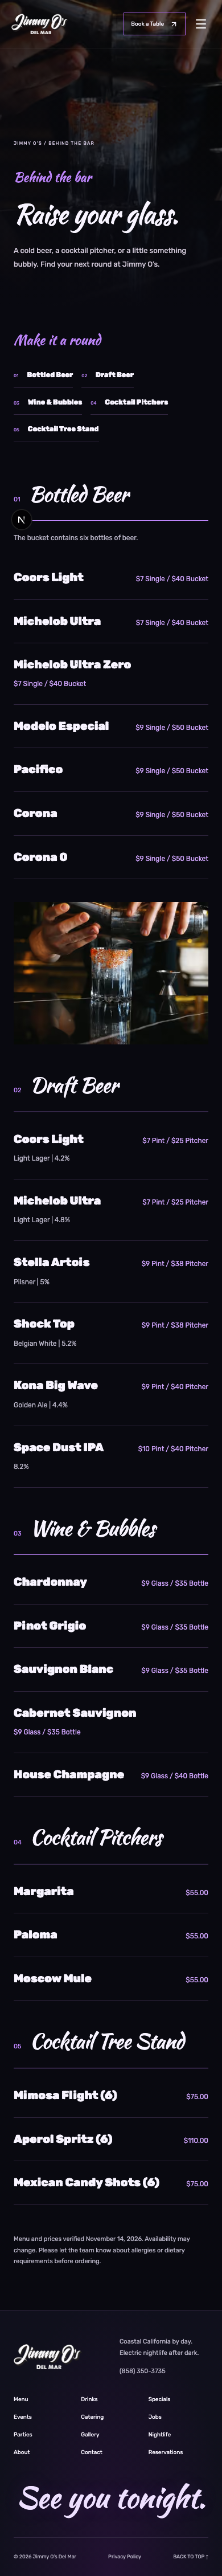 Jimmy O's
DEL MAR
Book a Table
JIMMY O'S / BEHIND THE BAR
Behind the bar
Raise your glass.
A cold beer, a cocktail pitcher, or a little something
bubbly. Find your next round at Jimmy O's.
Make it a round
01 Bottled Beer
02 Draft Beer
03 Wine & Bubbles
04 Cocktail Pitchers
05 Cocktail Tree Stand
01 Bottled Beer
N
The bucket contains six bottles of beer.
Coors Light $7 Single / $40 Bucket
Michelob Ultra $7 Single / $40 Bucket
Michelob Ultra Zero
$7 Single / $40 Bucket
Modelo Especial $9 Single / $50 Bucket
Pacifico $9 Single / $50 Bucket
Corona $9 Single / $50 Bucket
Corona 0 $9 Single / $50 Bucket
02 Draft Beer
Coors Light $7 Pint / $25 Pitcher
Light Lager | 4.2%
Michelob Ultra $7 Pint / $25 Pitcher
Light Lager | 4.8%
Stella Artois $9 Pint / $38 Pitcher
Pilsner | 5%
Shock Top $9 Pint / $38 Pitcher
Belgian White | 5.2%
Kona Big Wave $9 Pint / $40 Pitcher
Golden Ale | 4.4%
Space Dust IPA $10 Pint / $40 Pitcher
8.2%
03 Wine & Bubbles
Chardonnay $9 Glass / $35 Bottle
Pinot Grigio $9 Glass / $35 Bottle
Sauvignon Blanc $9 Glass / $35 Bottle
Cabernet Sauvignon
$9 Glass / $35 Bottle
House Champagne $9 Glass / $40 Bottle
04 Cocktail Pitchers
Margarita $55.00
Paloma $55.00
Moscow Mule $55.00
05 Cocktail Tree Stand
Mimosa Flight (6) $75.00
Aperol Spritz (6) $110.00
Mexican Candy Shots (6) $75.00
Menu and prices verified November 14, 2026. Availability may
change. Please let the team know about allergies or dietary
requirements before ordering.
Jimmy O's
DEL MAR
Coastal California by day.
Electric nightlife after dark.
(858) 350-3735
Menu Drinks Specials
Events Catering Jobs
Parties Gallery Nightlife
About Contact Reservations
See you tonight.
© 2026 Jimmy O's Del Mar Privacy Policy BACK TO TOP ↑